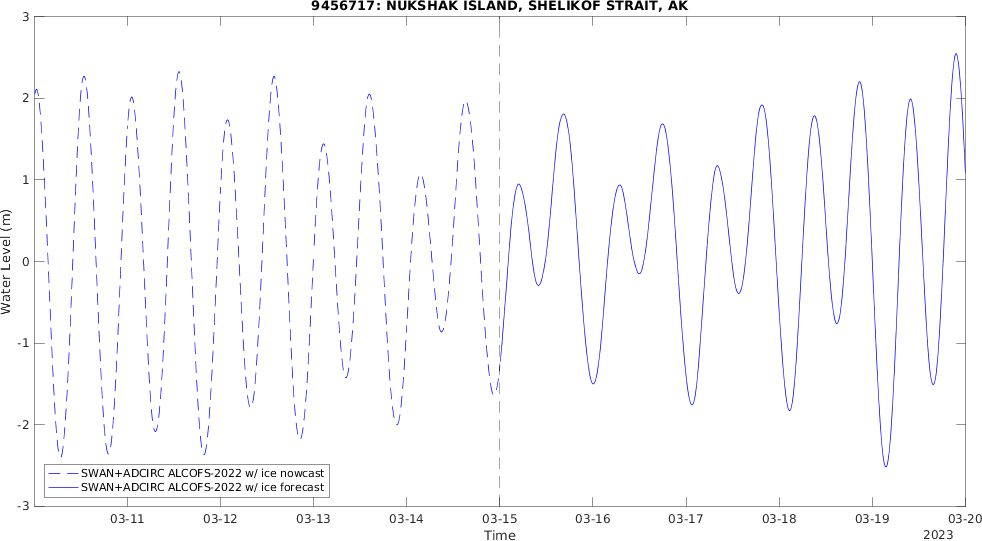 9456717: NUKSHAK ISLAND, SHELIKOF STRAIT, AK
3
2
1
0
-1
-2
-3
Water Level (m)
SWAN+ADCIRC ALCOFS-2022 w/ ice nowcast
SWAN+ADCIRC ALCOFS-2022 w/ ice forecast
03-11 03-12 03-13 03-14 03-15 03-16 03-17 03-18 03-19 03-20
Time
2023